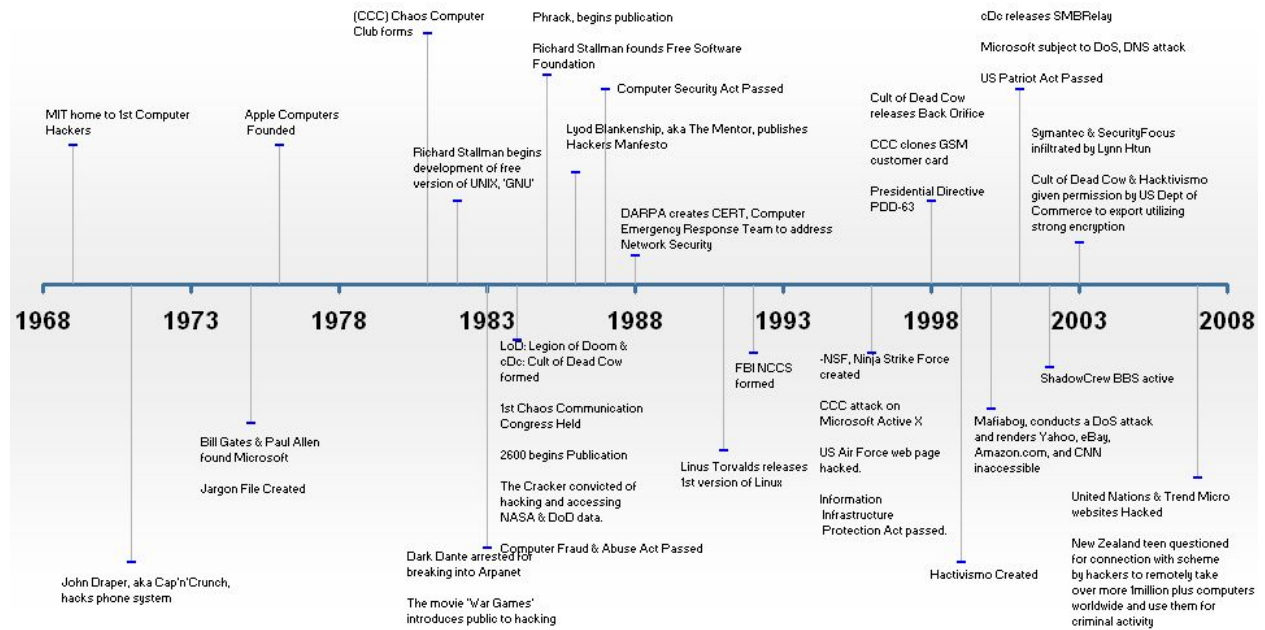 (CCC) Chaos Computer
Club forms
Phrack, begins publication
Richard Stallman founds Free Software
Foundation
cDc releases SMBRelay
Microsoft subject to DoS, DNS attack
US Patriot Act Passed
MIT home to 1st Computer
Hackers
Apple Computers
Founded
Computer Security Act Passed
Richard Stallman begins
development of free
version of UNIX, 'GNU'
Lyod Blankenship, aka The Mentor, publishes
Hackers Manfesto
Cult of Dead Cow
releases Back Orifice
CCC clones GSM
customer card
Presidential Directive
PDD-63
Symantec & SecurityFocus
infiltrated by Lynn Htun
Cult of Dead Cow & Hacktivismo
given permission by US Dept of
Commerce to export utilizing
strong encryption
DARPA creates CERT, Computer
Emergency Response Team to address
Network Security
1968 1973 1978 1983 1988 1993 1998 2003 2008
LoD: Legion of Doom &
cDc: Cult of Dead Cow
formed
1st Chaos Communication
Congress Held
2600 begins Publication
The Cracker convicted of
hacking and accessing
NASA & DoD data.
Computer Fraud & Abuse Act Passed
FBI NCCS
formed
-NSF, Ninja Strike Force
created
CCC attack on
Microsoft Active X
US Air Force web page
hacked.
Information
Infrastructure
Protection Act passed.
ShadowCrew BBS active
Bill Gates & Paul Allen
found Microsoft
Jargon File Created
Linus Torvalds releases
1st version of Linux
Mafiaboy, conducts a DoS attack
and renders Yahoo, eBay,
Amazon.com, and CNN
inaccessible
United Nations & Trend Micro
websites Hacked
New Zealand teen questioned
for connection with scheme
by hackers to remotely take
over more 1million plus computers
worldwide and use them for
criminal activity
John Draper, aka Cap'n'Crunch,
hacks phone system
Dark Dante arrested for
breaking into Arpanet
The movie 'War Games'
introduces public to hacking
Hactivismo Created